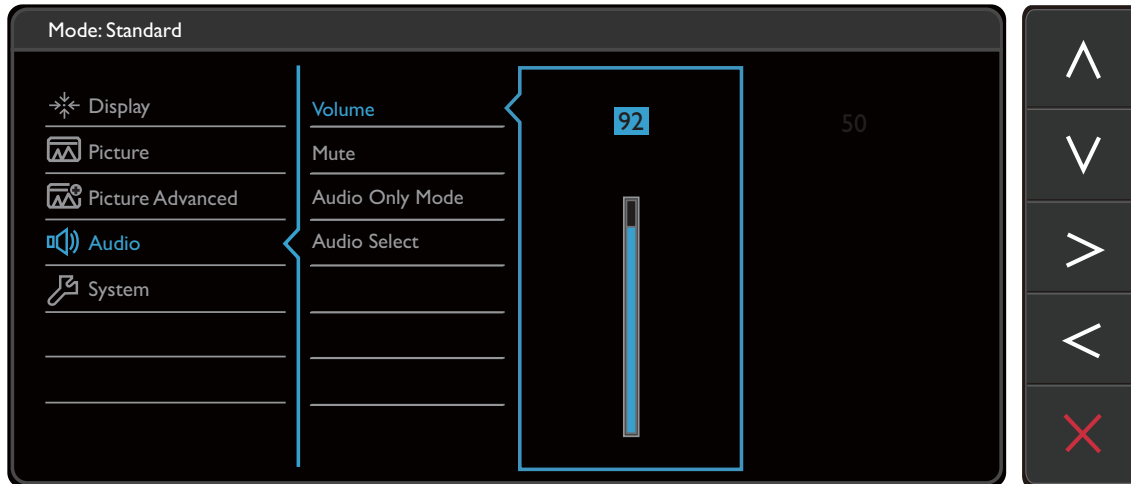 Mode: Standard
Display
Picture
Picture Advanced
Audio
System
Volume
Mute
Audio Only Mode
Audio Select
92
50